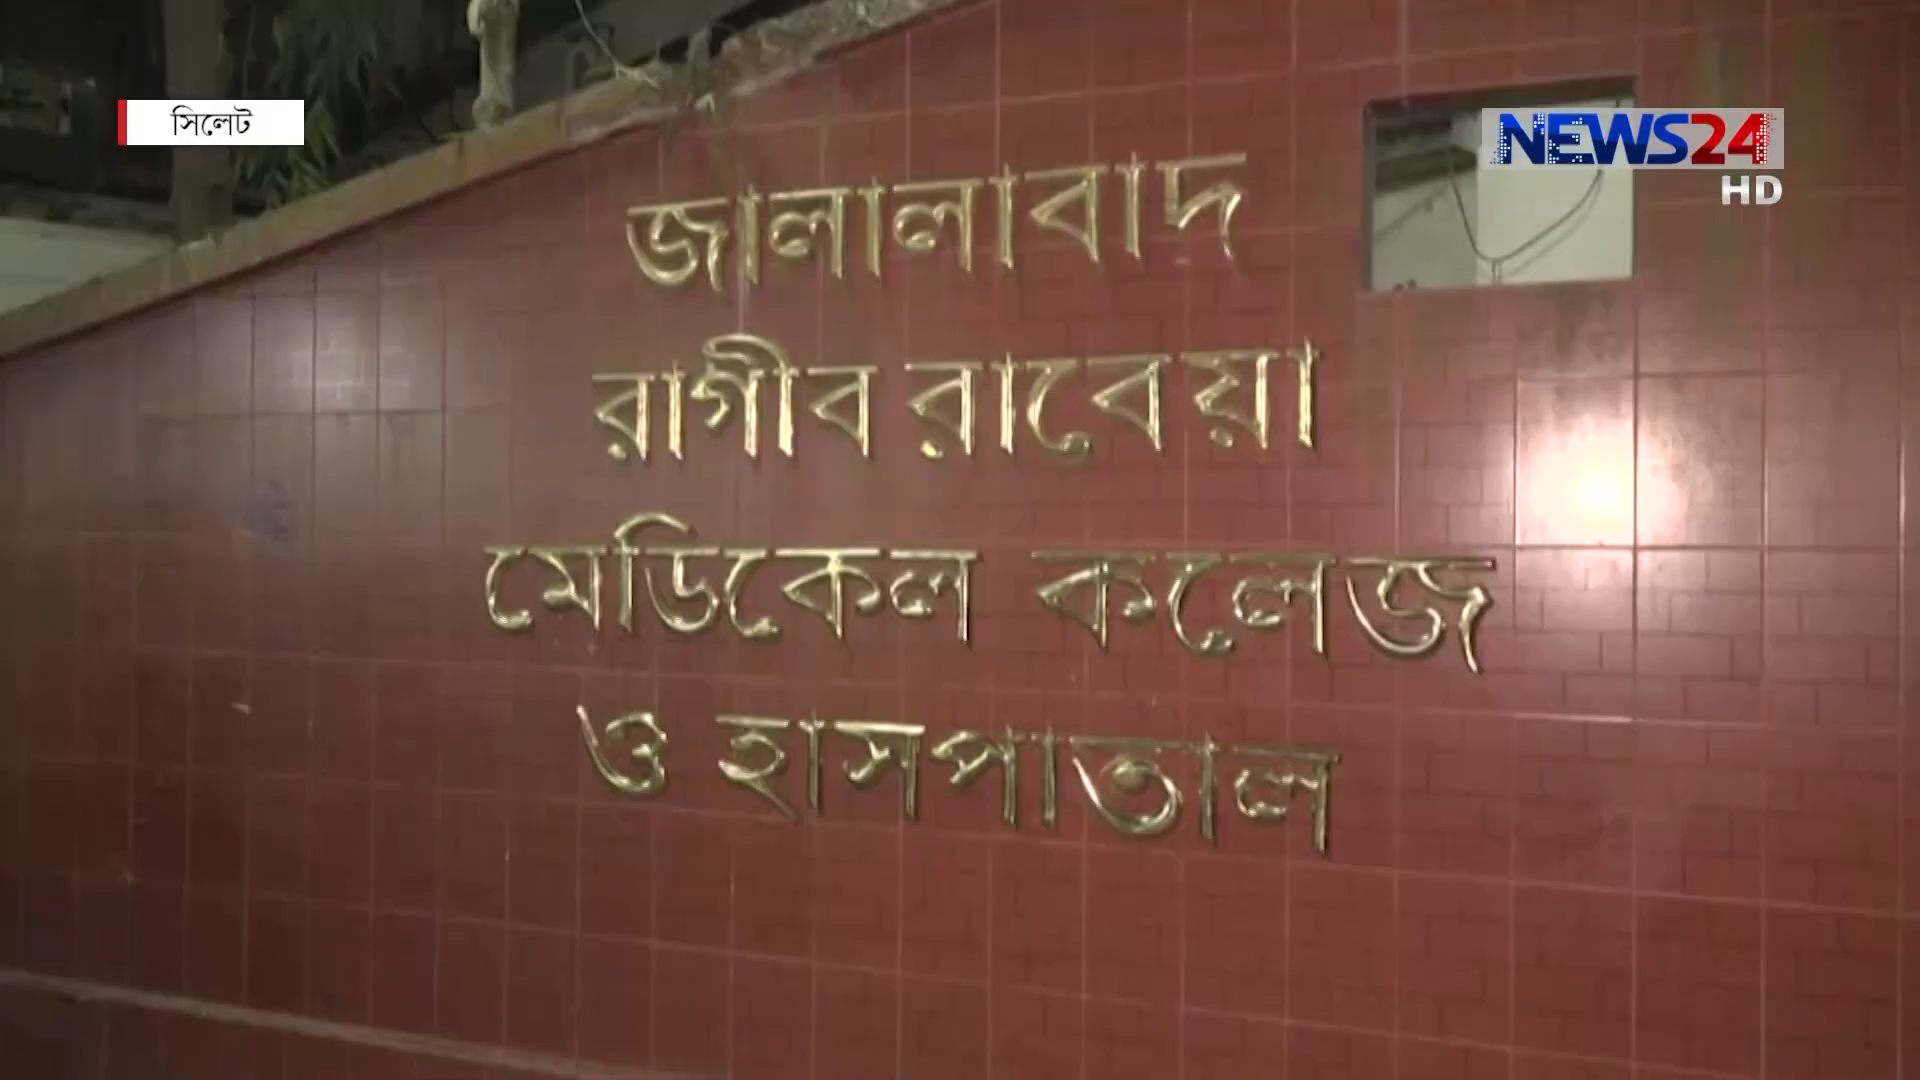 সিলেট
NEWS24
HD
জালালাবাদ
রাগীব রাবেয়া
মেডিকেল কলেজ
ও হাসপাতাল